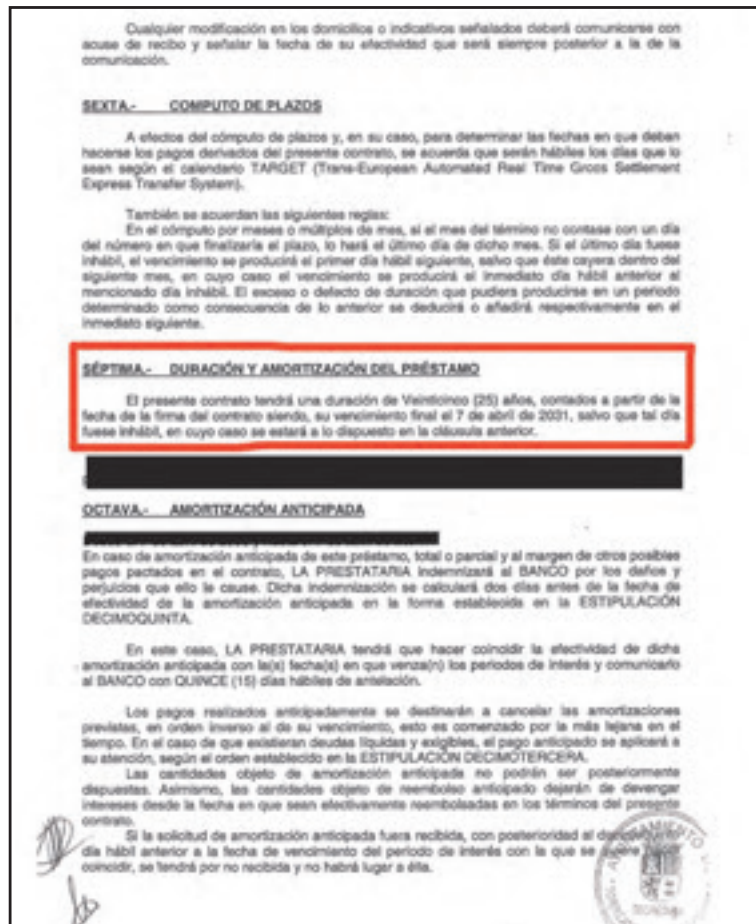 Cualquier modificación en los domicilios o indicativos señalados deberá comunicarse con
acuse de recibo y señalar la fecha de su efectividad que será siempre posterior a la de la
comunicación.
SEXTA.- COMPUTO DE PLAZOS
A efectos del cómputo de plazos y, en su caso, para determinar las fechas en que deban
hacerse los pagos derivados del presente contrato, se acuerda que serán hábiles los días que lo
sean según el calendario TARGET (Trans-European Automated Real Time Gross Settlement
Express Transfer System).
También se acuerdan las siguientes reglas:
En el cómputo por meses o múltiplos de mes, si el mes del término no contase con un día
del número en que finalizaría el plazo, lo hará el último día de dicho mes. Si el último día fuese
inhábil, el vencimiento se producirá el primer día hábil siguiente, salvo que éste cayera dentro del
siguiente mes, en cuyo caso el vencimiento se producirá el inmediato día hábil anterior al
mencionado día inhábil. El exceso o defecto de duración que pudiera producirse en un periodo
determinado como consecuencia de lo anterior se deducirá o añadirá respectivamente en el
inmediato siguiente.
SÉPTIMA.- DURACIÓN Y AMORTIZACIÓN DEL PRÉSTAMO
El presente contrato tendrá una duración de Veinticinco (25) años, contados a partir de la
fecha de la firma del contrato siendo, su vencimiento final el 7 de abril de 2031, salvo que tal día
fuese inhábil, en cuyo caso se estará a lo dispuesto en la cláusula anterior.
OCTAVA.- AMORTIZACIÓN ANTICIPADA
En caso de amortización anticipada de este préstamo, total o parcial y al margen de otros posibles
pagos pactados en el contrato, LA PRESTATARIA indemnizará al BANCO por los daños y
perjuicios que ello le cause. Dicha indemnización se calculará dos días antes de la fecha de
efectividad de la amortización anticipada en la forma establecida en la ESTIPULACIÓN
DECIMOQUINTA.
En este caso, LA PRESTATARIA tendrá que hacer coincidir la efectividad de dicha
amortización anticipada con la(s) fecha(s) en que venza(n) los periodos de interés y comunicarlo
al BANCO con QUINCE (15) días hábiles de antelación.
Los pagos realizados anticipadamente se destinarán a cancelar las amortizaciones
previstas, en orden inverso al de su vencimiento, esto es comenzado por la más lejana en el
tiempo. En el caso de que existieran deudas líquidas y exigibles, el pago anticipado se aplicará a
su atención, según el orden establecido en la ESTIPULACIÓN DECIMOTERCERA.
Las cantidades objeto de amortización anticipada no podrán ser posteriormente
dispuestas. Asimismo, las cantidades objeto de reembolso anticipado dejarán de devengar
intereses desde la fecha en que sean efectivamente reembolsadas en los términos del presente
contrato.
Si la solicitud de amortización anticipada fuera recibida, con posterioridad al
día hábil anterior a la fecha de vencimiento del período de interés con la que se
coincidir, se tendrá por no recibida y no habrá lugar a élla.